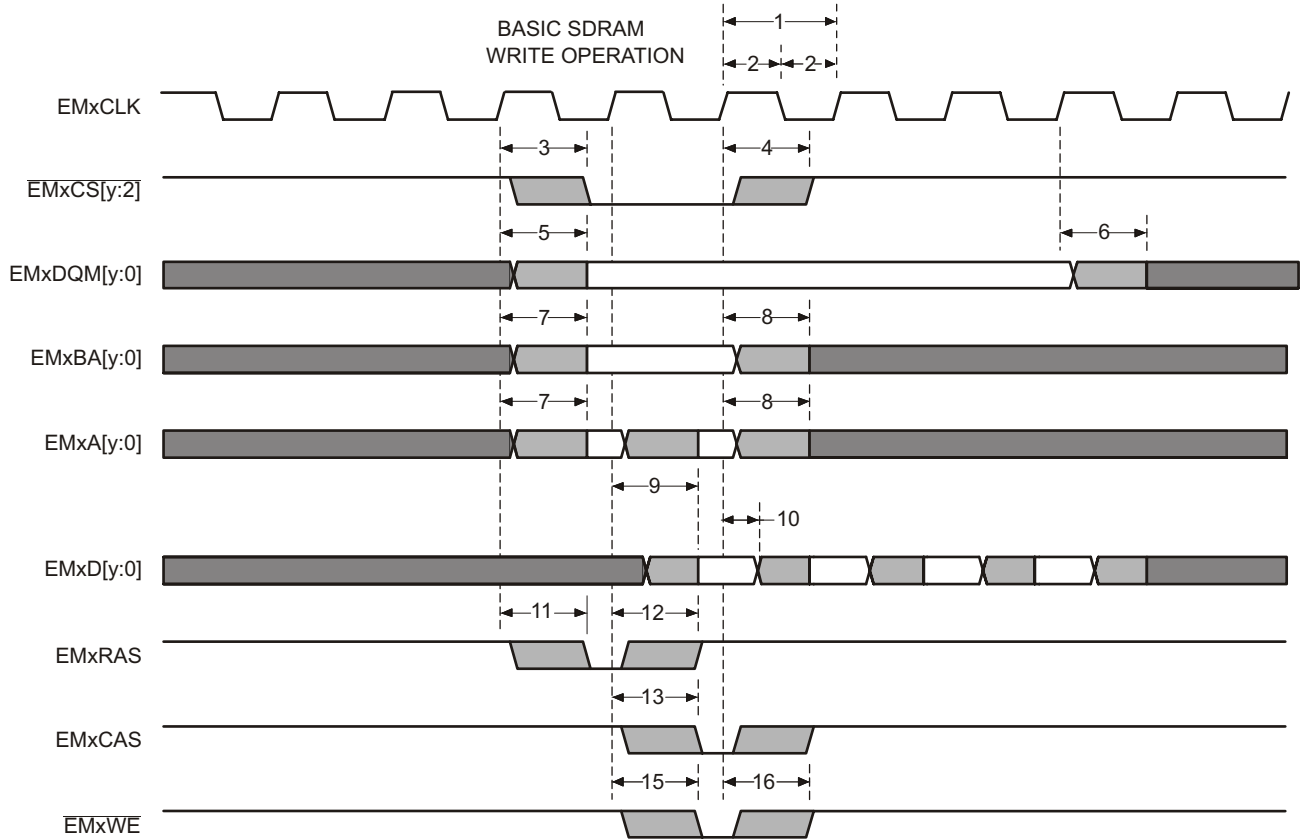 1
BASIC SDRAM
WRITE OPERATION
2 2
EMxCLK
3 4
EMxCS[y:2]
5 6
EMxDQM[y:0]
7 8
EMxBA[y:0]
7 8
EMxA[y:0]
9
10
EMxD[y:0]
11 12
EMxRAS
13
EMxCAS
15 16
EMxWE